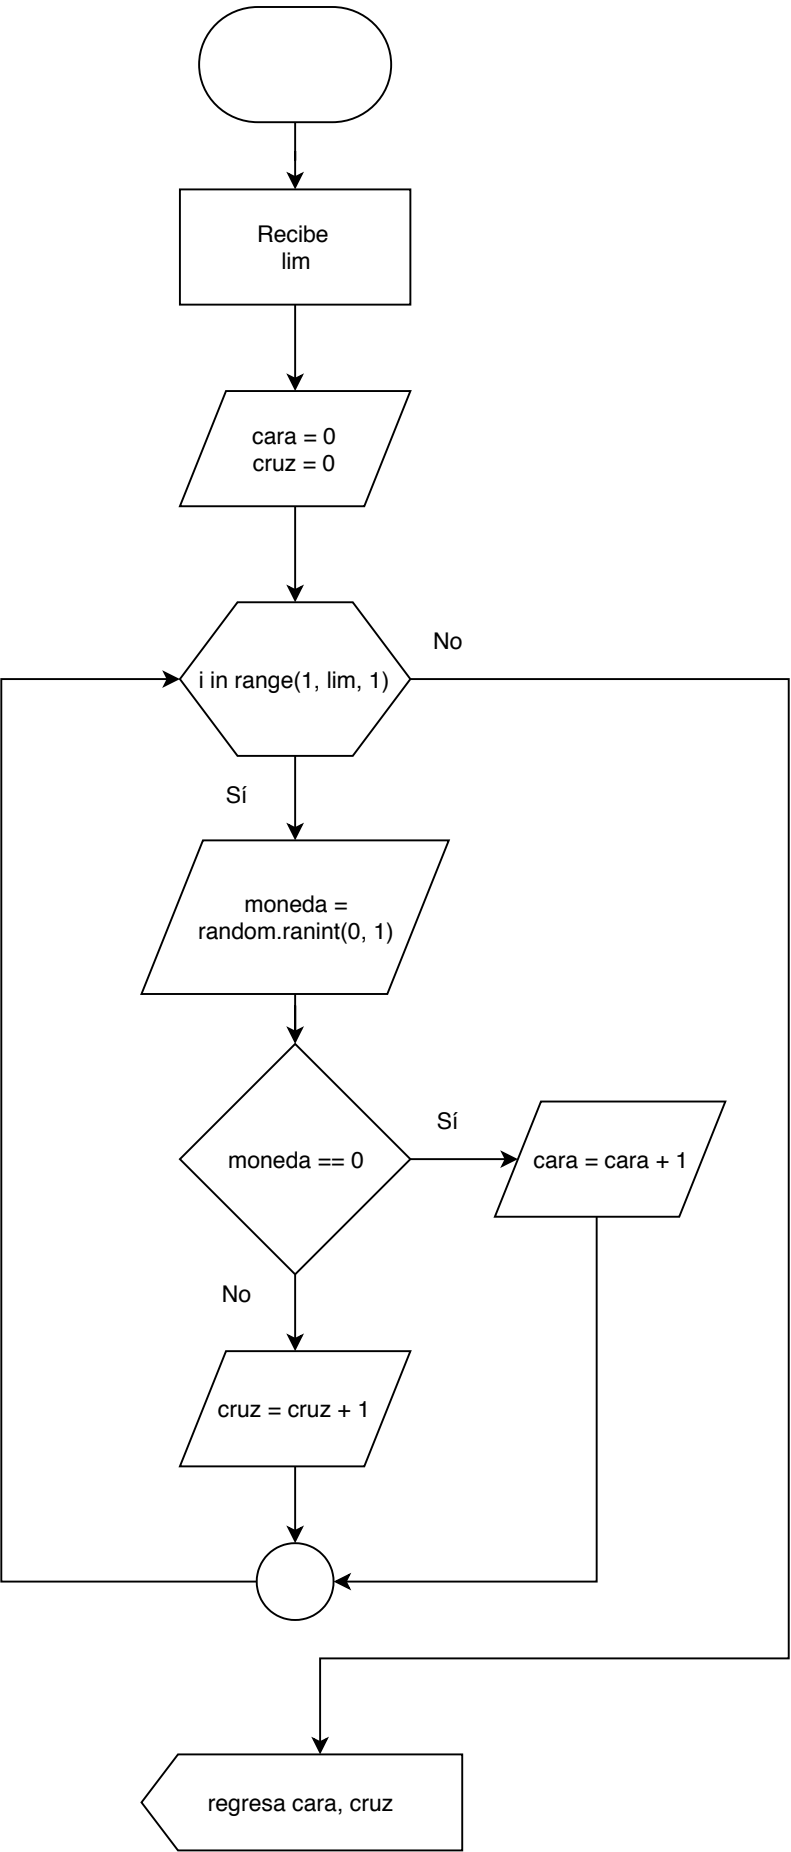 Recibe
lim
cara = 0
cruz = 0
i in range(1, lim, 1)
No
Sí
moneda =
random.ranint(0, 1)
moneda == 0
Sí
cara = cara + 1
No
cruz = cruz + 1
regresa cara, cruz